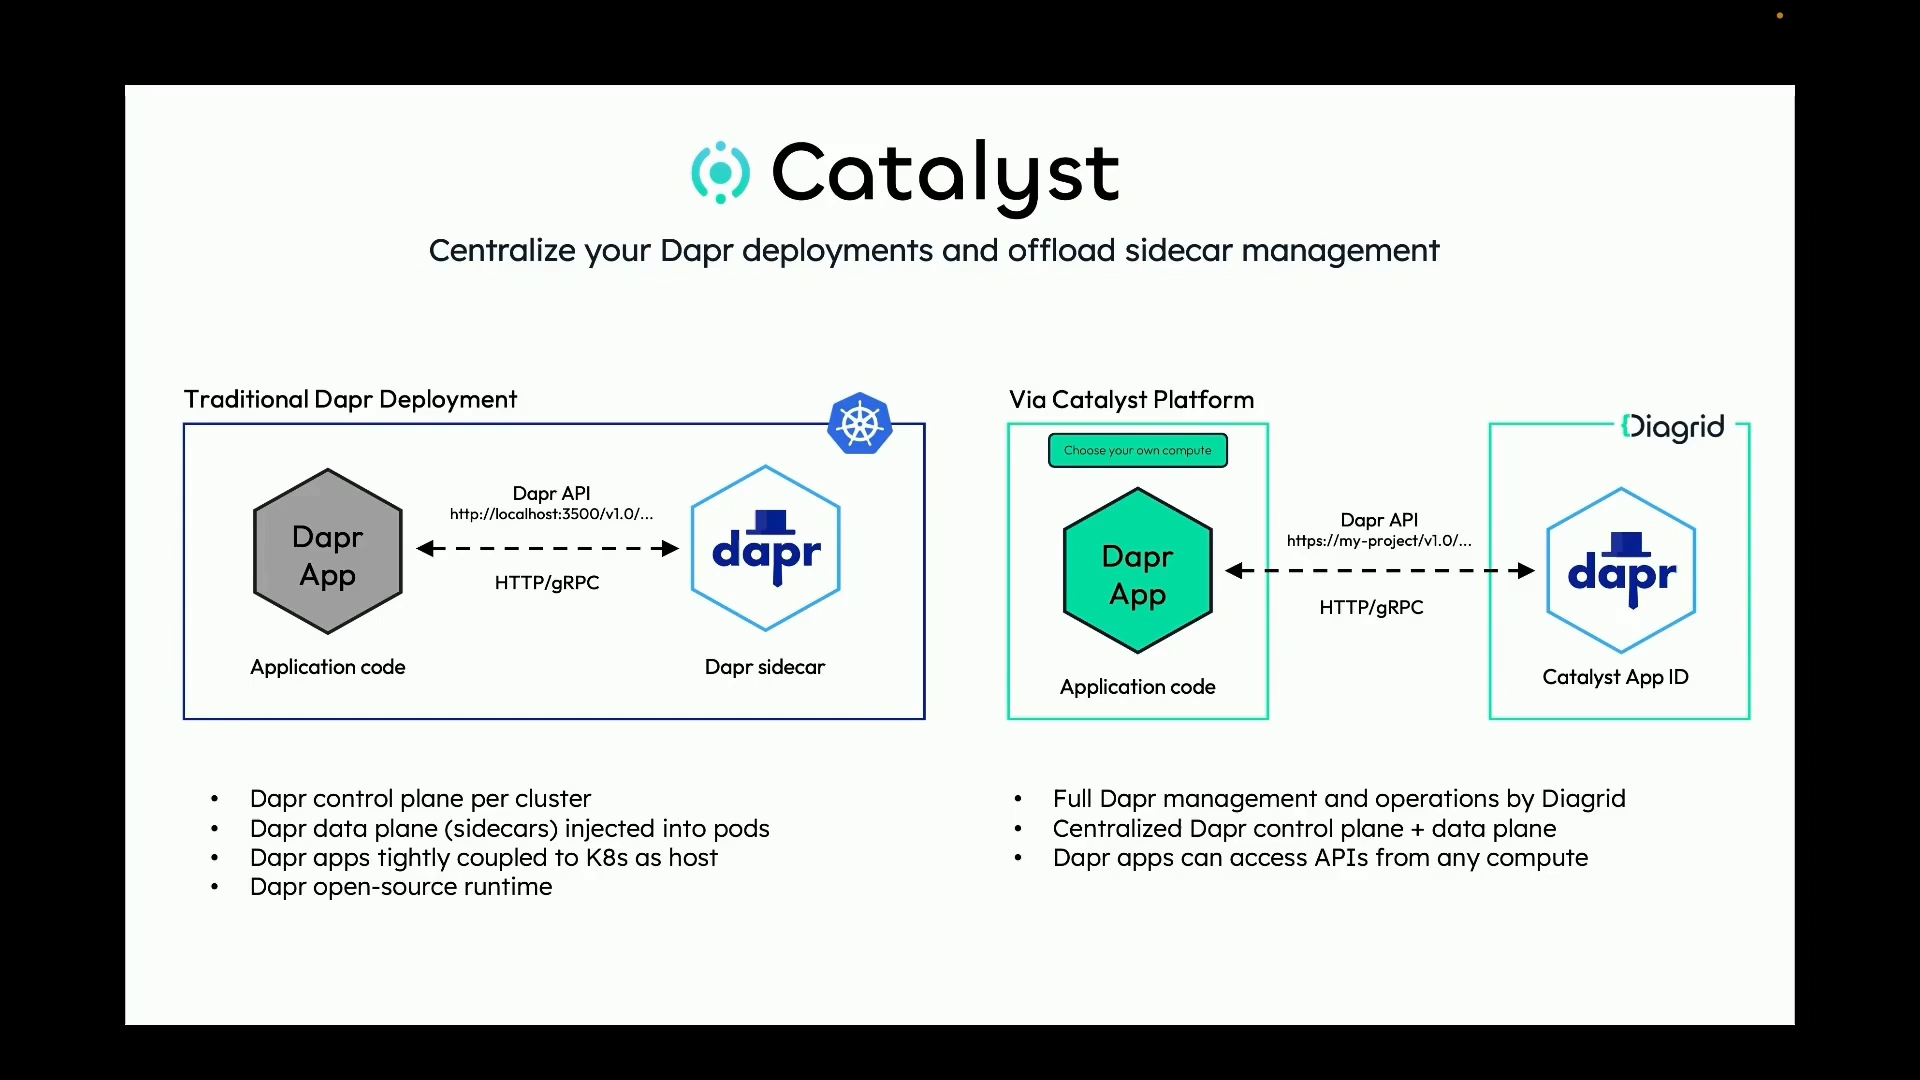 Catalyst
Centralize your Dapr deployments and offload sidecar management
Traditional Dapr Deployment
Dapr
App
Dapr API
http://localhost:3500/v1.0/...
HTTP/gRPC
dapr
Application code
Dapr sidecar
• Dapr control plane per cluster
• Dapr data plane (sidecars) injected into pods
• Dapr apps tightly coupled to K8s as host
• Dapr open-source runtime
Via Catalyst Platform
Choose your own compute
Dapr
App
Application code
Dapr API
https://my-project/v1.0/...
HTTP/gRPC
Diagrid
dapr
Catalyst App ID
• Full Dapr management and operations by Diagrid
• Centralized Dapr control plane + data plane
• Dapr apps can access APIs from any compute